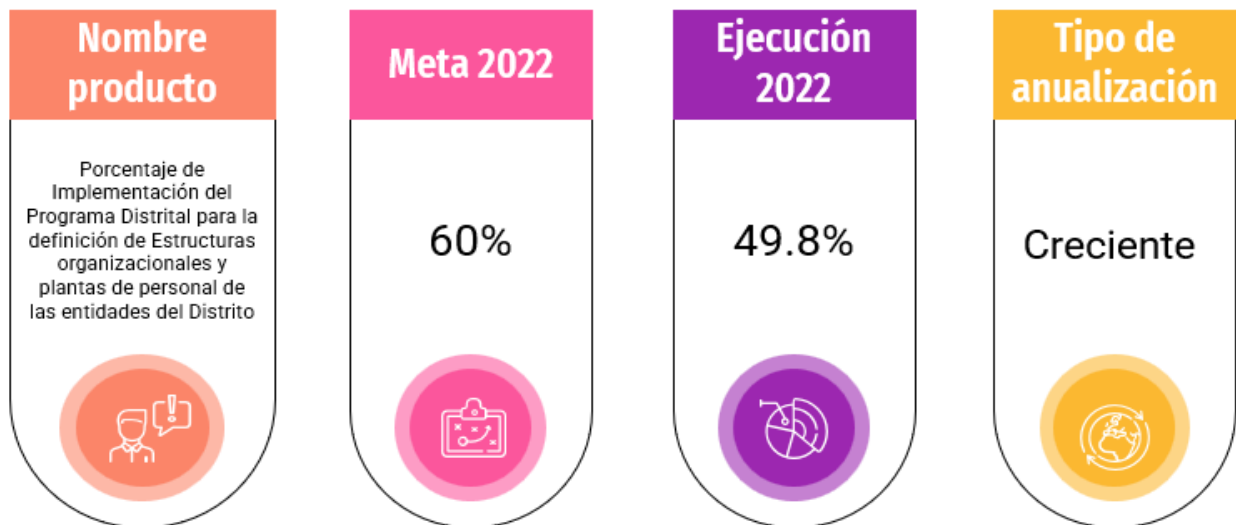 Nombre
producto
Porcentaje de
Implementación del
Programa Distrital para la
definición de Estructuras
organizacionales y
plantas de personal de
las entidades del Distrito
Meta 2022
60%
Ejecución
2022
49.8%
Tipo de
anualización
Creciente